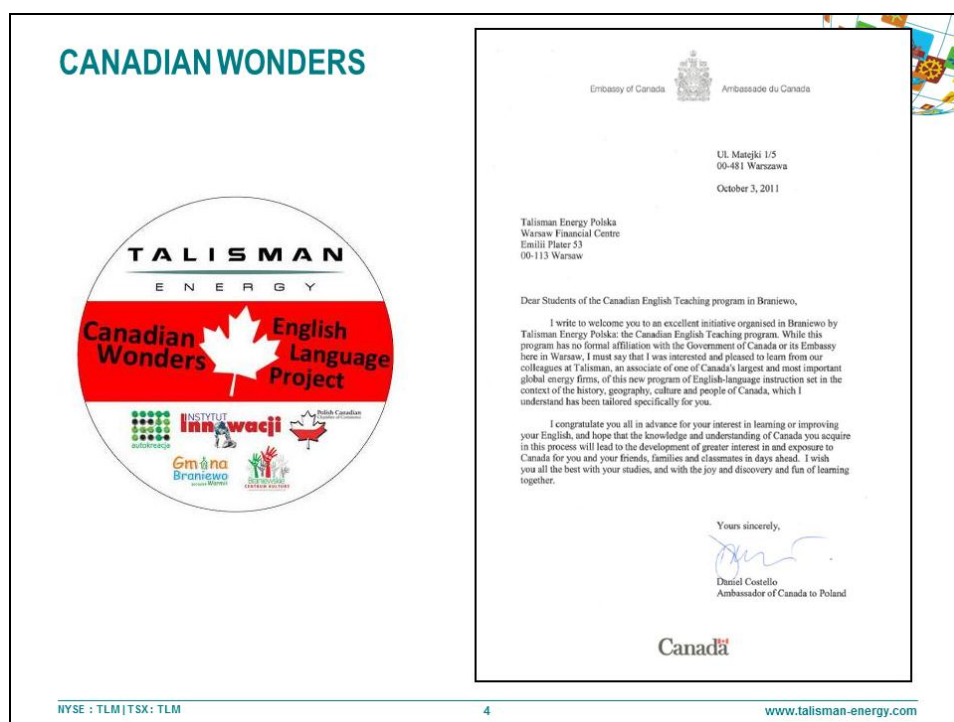 CANADIAN WONDERS
TALISMAN
ENERGY
Canadian
Wonders
English
Language
Project
autokreacja
INSTYTUT
Innowacji
Polish Canadian
Chamber of Commerce
Gmina
Braniewo
BRANIEWSKIE
CENTRUM KULTURY
Embassy of Canada
Ambassade du Canada
Ul. Matejki 1/5
00-481 Warszawa
October 3, 2011
Talisman Energy Polska
Warsaw Financial Centre
Emilii Plater 53
00-113 Warsaw
Dear Students of the Canadian English Teaching program in Braniewo,
I write to welcome you to an excellent initiative organised in Braniewo by
Talisman Energy Polska: the Canadian English Teaching program. While this
program has no formal affiliation with the Government of Canada or its Embassy
here in Warsaw, I must say that I was interested and pleased to learn from our
colleagues at Talisman, an associate of one of Canada's largest and most important
global energy firms, of this new program of English-language instruction set in the
context of the history, geography, culture and people of Canada, which I
understand has been tailored specifically for you.
I congratulate you all in advance for your interest in learning or improving
your English, and hope that the knowledge and understanding of Canada you acquire
in this process will lead to the development of greater interest in and exposure to
Canada for you and your friends, families and classmates in days ahead. I wish
you all the best with your studies, and with the joy and discovery and fun of learning
together.
Yours sincerely,
Daniel Costello
Ambassador of Canada to Poland
Canada
NYSE : TLM | TSX: TLM
4
www.talisman-energy.com